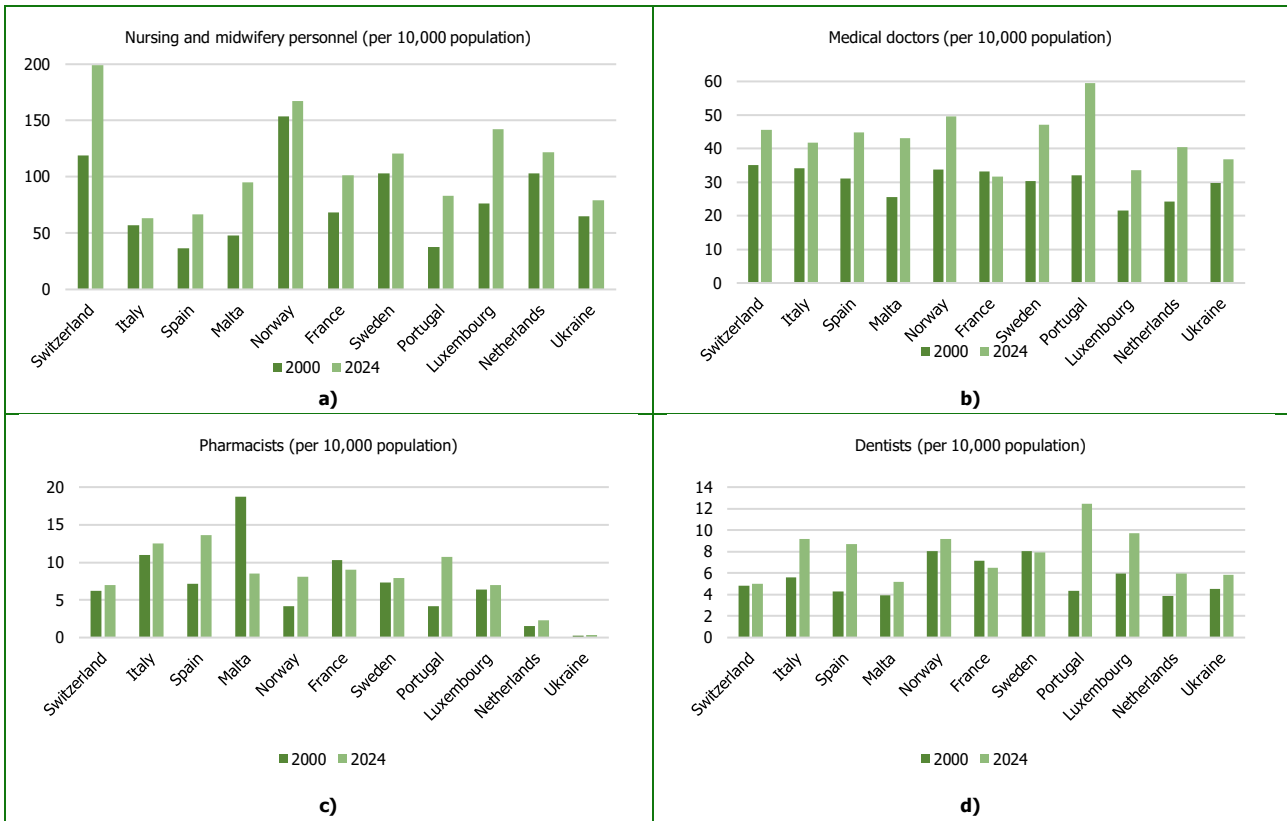 Nursing and midwifery personnel (per 10,000 population)
200
150
100
50
0
Switzerland
Italy
Spain
Malta
Norway
France
Sweden
Portugal
Luxembourg
Netherlands
Ukraine
2000 2024
a)
Medical doctors (per 10,000 population)
60
50
40
30
20
10
0
Switzerland
Italy
Spain
Malta
Norway
France
Sweden
Portugal
Luxembourg
Netherlands
Ukraine
2000 2024
b)
Pharmacists (per 10,000 population)
20
15
10
5
0
Switzerland
Italy
Spain
Malta
Norway
France
Sweden
Portugal
Luxembourg
Netherlands
Ukraine
2000 2024
c)
Dentists (per 10,000 population)
14
12
10
8
6
4
2
0
Switzerland
Italy
Spain
Malta
Norway
France
Sweden
Portugal
Luxembourg
Netherlands
Ukraine
2000 2024
d)